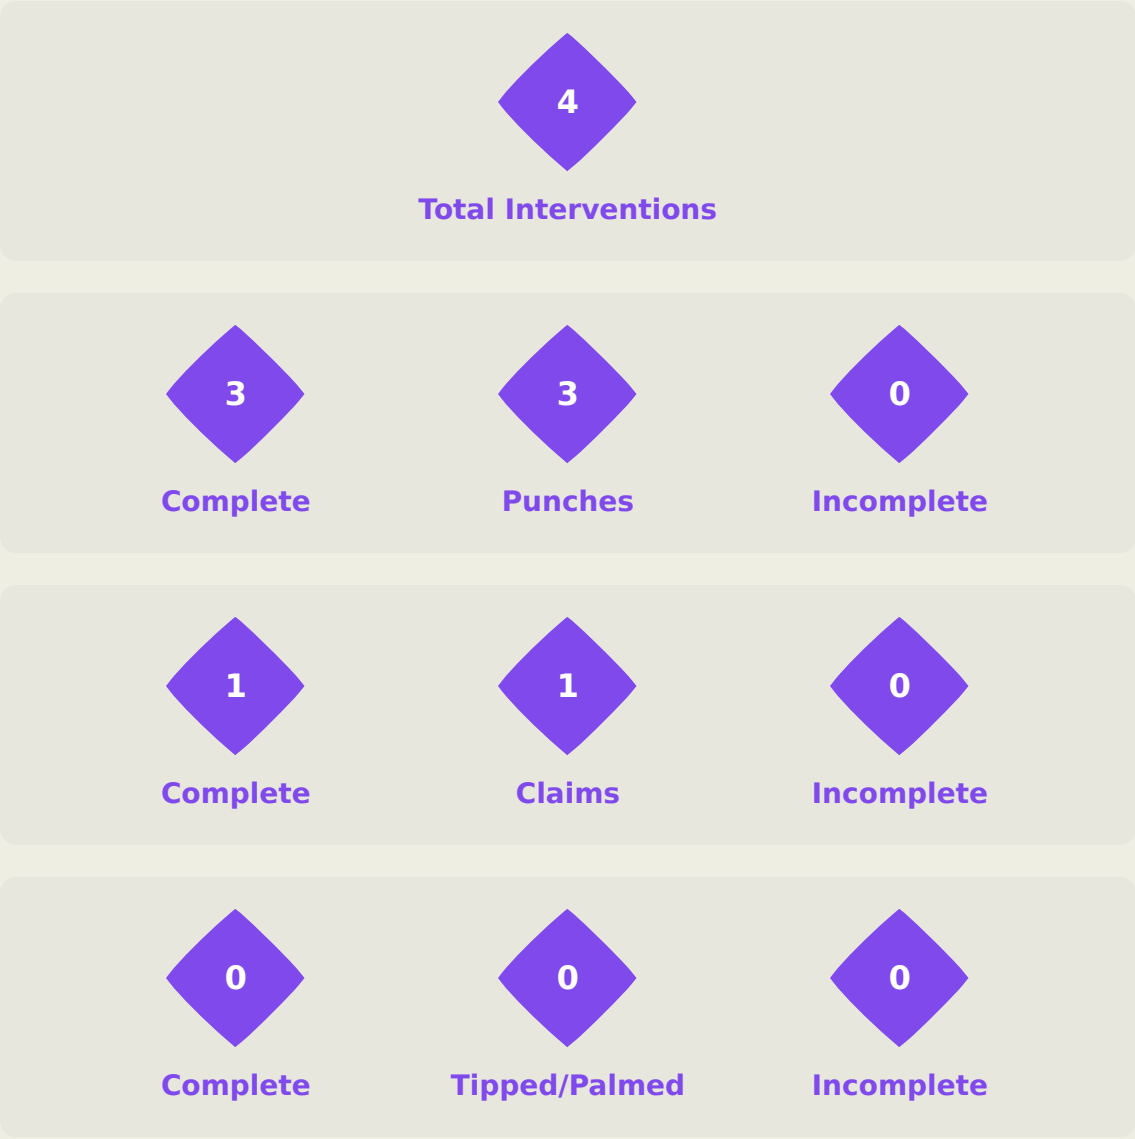 4
Total Interventions
3 3 0
Complete Punches Incomplete
1 1 0
Complete Claims Incomplete
0 0 0
Complete Tipped/Palmed Incomplete